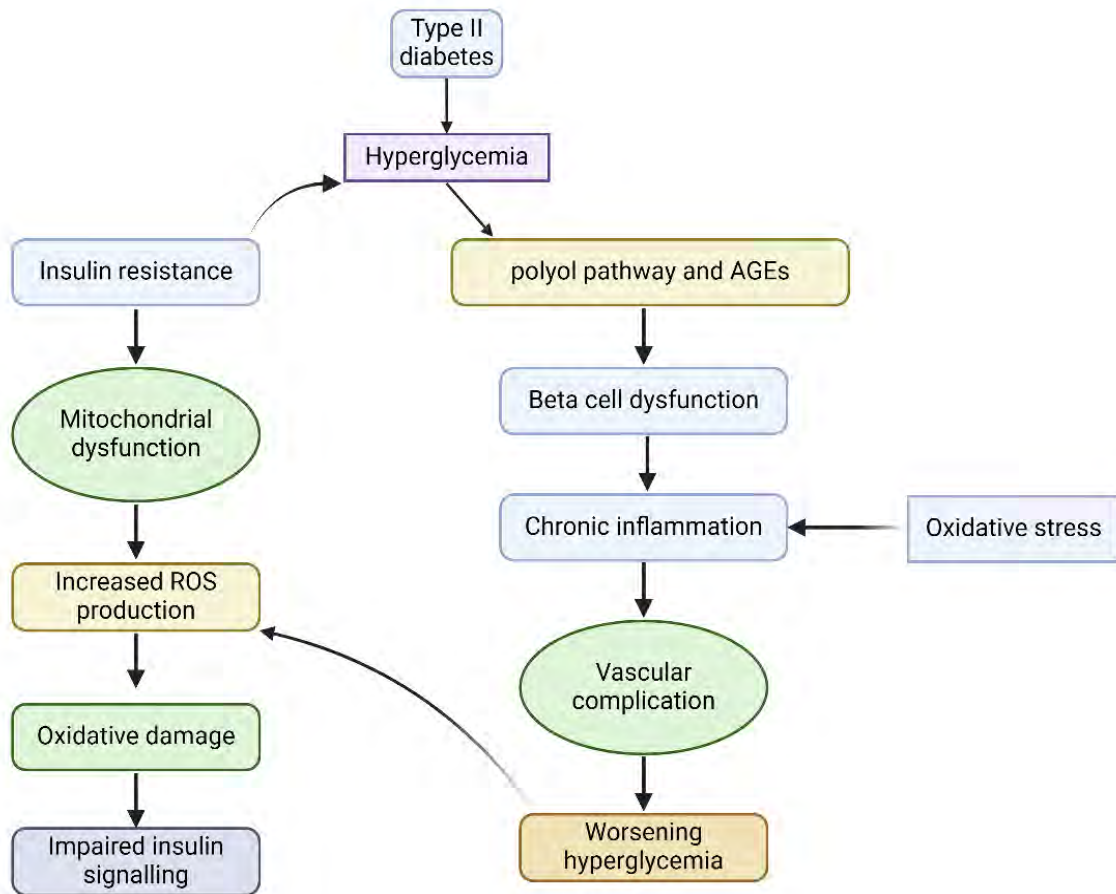 Type II
diabetes
Hyperglycemia
Insulin resistance
polyol pathway and AGEs
Mitochondrial
dysfunction
Beta cell dysfunction
Chronic inflammation
Oxidative stress
Increased ROS
production
Vascular
complication
Oxidative damage
Impaired insulin
signalling
Worsening
hyperglycemia